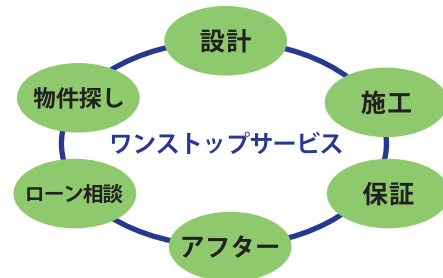 設計
物件探し
施工
ワンストップサービス
ローン相談
保証
アフター